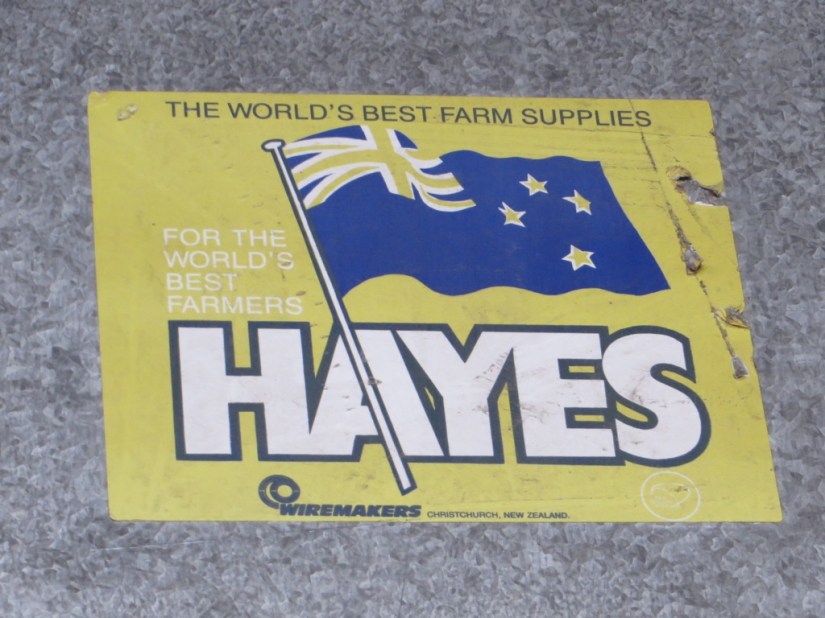 THE WORLD'S BEST FARM SUPPLIES
FOR THE
WORLD'S
BEST
FARMERS
HAYES
WIREMAKERS CHRISTCHURCH, NEW ZEALAND.